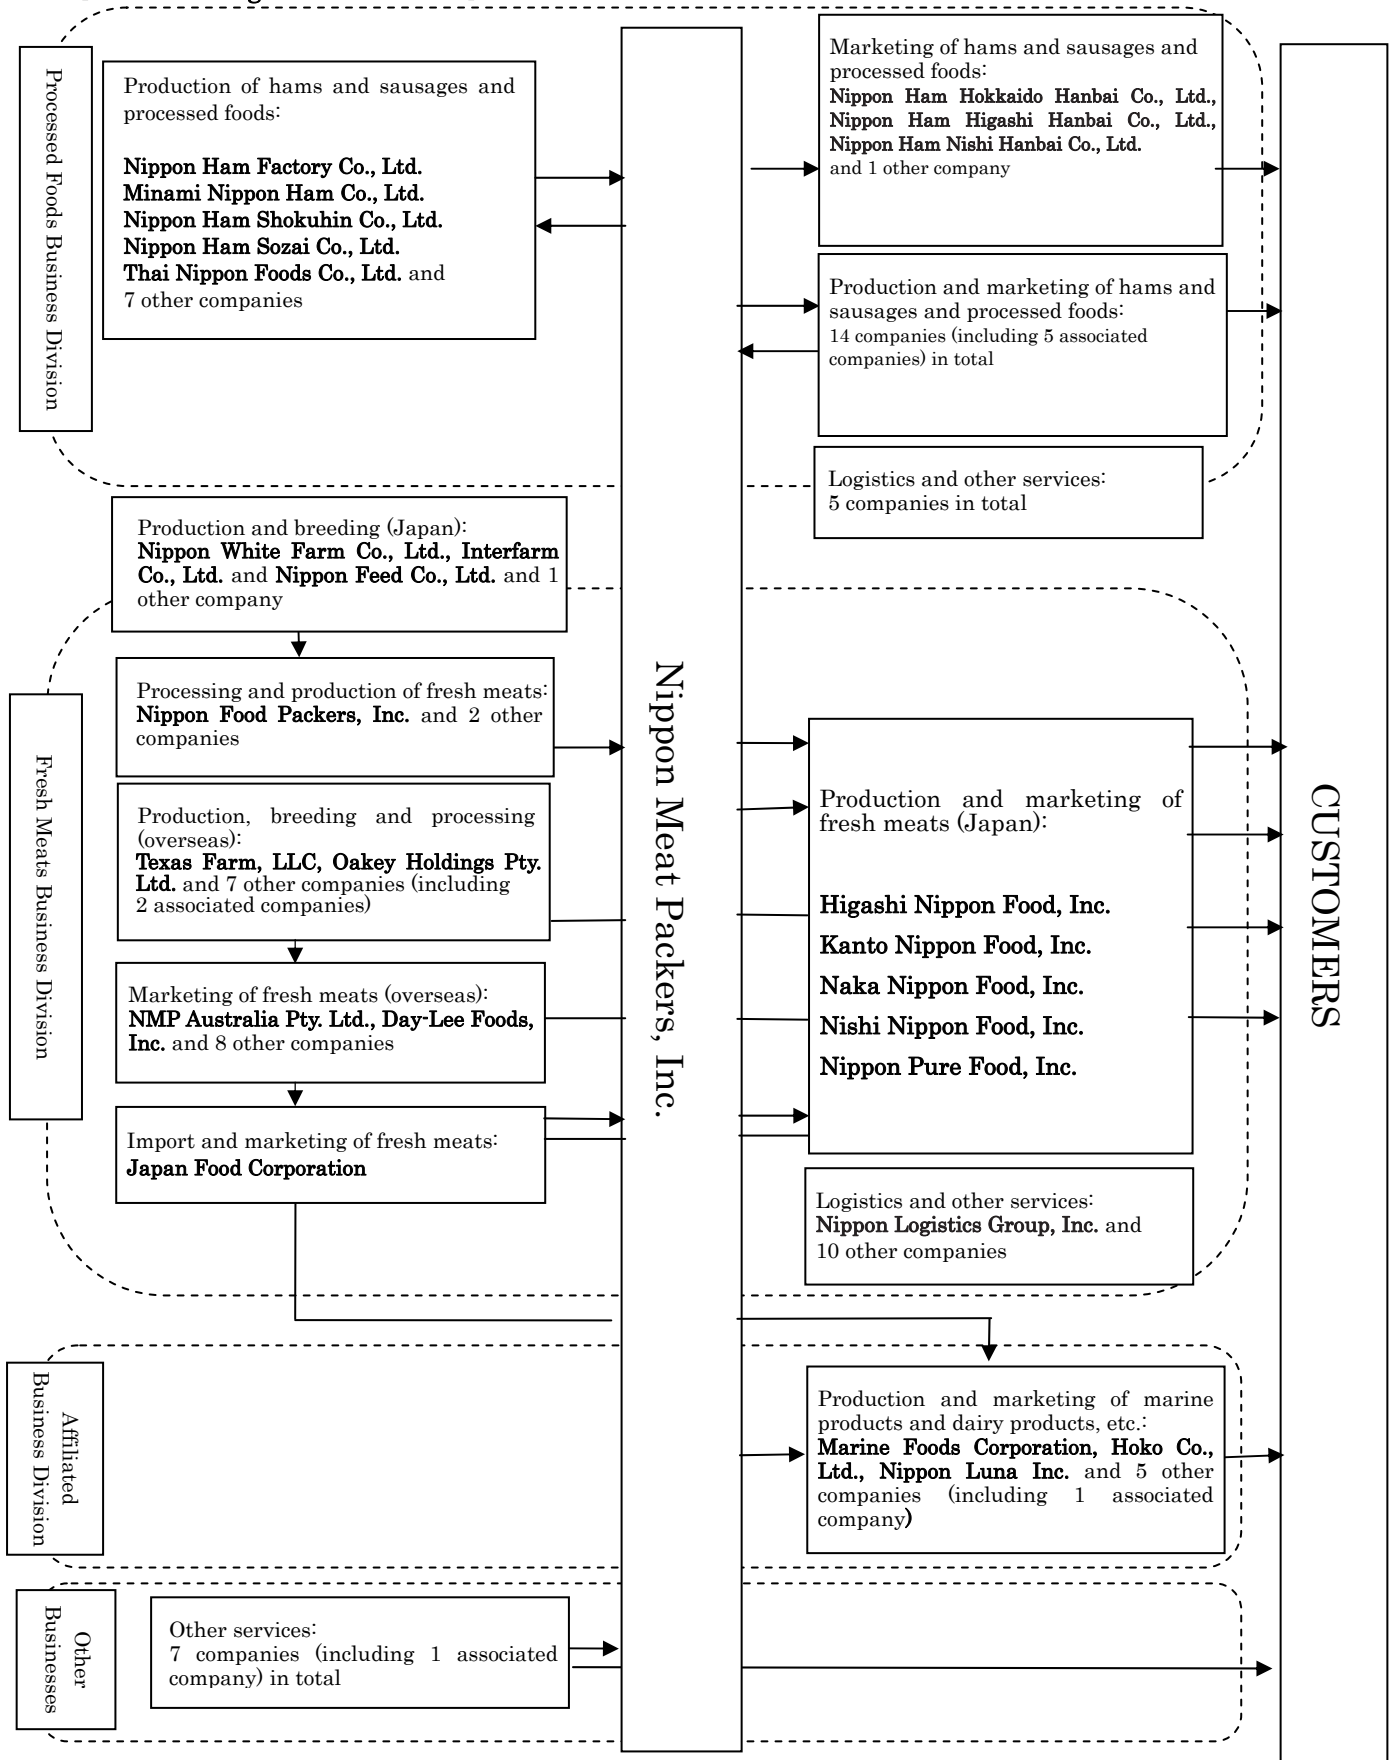 Processed Foods Business Division
Production of hams and sausages and
processed foods:
Nippon Ham Factory Co., Ltd.
Minami Nippon Ham Co., Ltd.
Nippon Ham Shokuhin Co., Ltd.
Nippon Ham Sozai Co., Ltd.
Thai Nippon Foods Co., Ltd. and
7 other companies
Marketing of hams and sausages and
processed foods:
Nippon Ham Hokkaido Hanbai Co., Ltd.,
Nippon Ham Higashi Hanbai Co., Ltd.,
Nippon Ham Nishi Hanbai Co., Ltd.
and 1 other company
Production and marketing of hams and
sausages and processed foods:
14 companies (including 5 associated
companies) in total
Logistics and other services:
5 companies in total
Fresh Meats Business Division
Production and breeding (Japan):
Nippon White Farm Co., Ltd., Interfarm
Co., Ltd. and Nippon Feed Co., Ltd. and 1
other company
Processing and production of fresh meats:
Nippon Food Packers, Inc. and 2 other
companies
Production, breeding and processing
(overseas):
Texas Farm, LLC, Oakey Holdings Pty.
Ltd. and 7 other companies (including
2 associated companies)
Marketing of fresh meats (overseas):
NMP Australia Pty. Ltd., Day-Lee Foods,
Inc. and 8 other companies
Import and marketing of fresh meats:
Japan Food Corporation
Nippon Meat Packers, Inc.
Production and marketing of
fresh meats (Japan):
Higashi Nippon Food, Inc.
Kanto Nippon Food, Inc.
Naka Nippon Food, Inc.
Nishi Nippon Food, Inc.
Nippon Pure Food, Inc.
Logistics and other services:
Nippon Logistics Group, Inc. and
10 other companies
CUSTOMERS
Affiliated
Business Division
Production and marketing of marine
products and dairy products, etc.:
Marine Foods Corporation, Hoko Co.,
Ltd., Nippon Luna Inc. and 5 other
companies (including 1 associated
company)
Other
Businesses
Other services:
7 companies (including 1 associated
company) in total